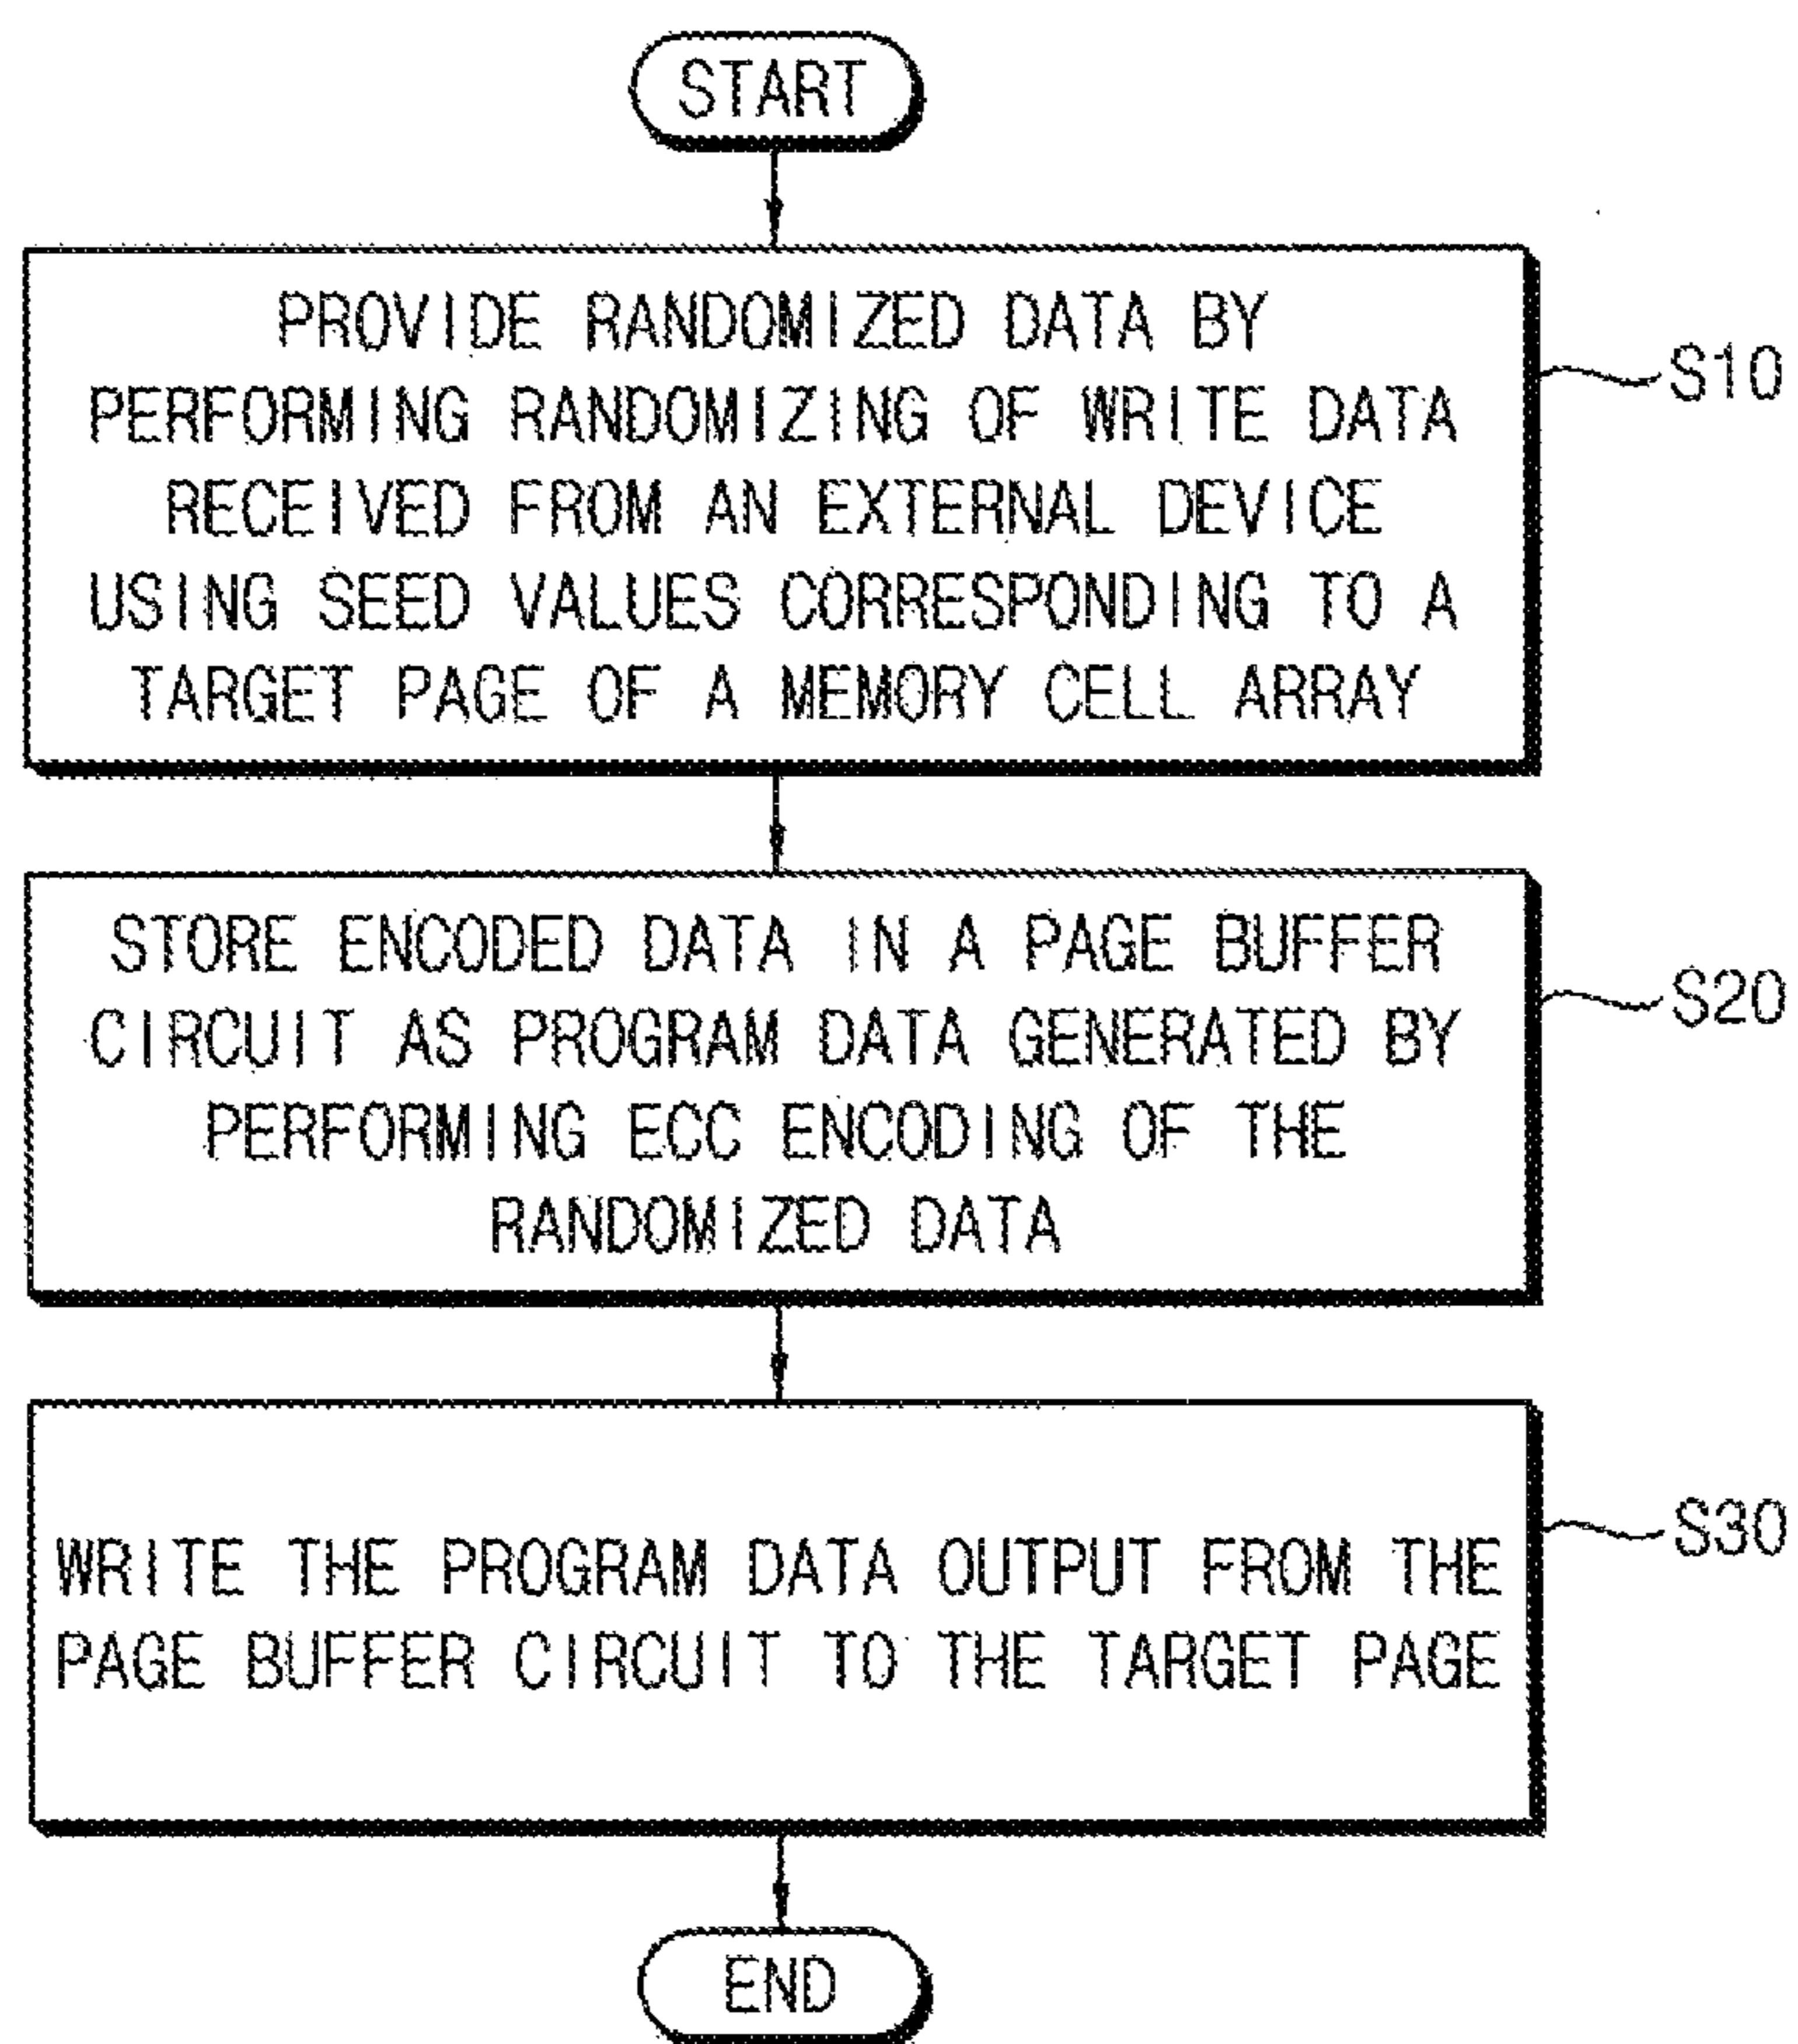 START
PROVIDE RANDOMIZED DATA BY
PERFORMING RANDOMIZING OF WRITE DATA
RECEIVED FROM AN EXTERNAL DEVICE
USING SEED VALUES CORRESPONDING TO A
TARGET PAGE OF A MEMORY CELL ARRAY
S10
STORE ENCODED DATA IN A PAGE BUFFER
CIRCUIT AS PROGRAM DATA GENERATED BY
PERFORMING ECC ENCODING OF THE
RANDOMIZED DATA
S20
WRITE THE PROGRAM DATA OUTPUT FROM THE
PAGE BUFFER CIRCUIT TO THE TARGET PAGE
S30
END